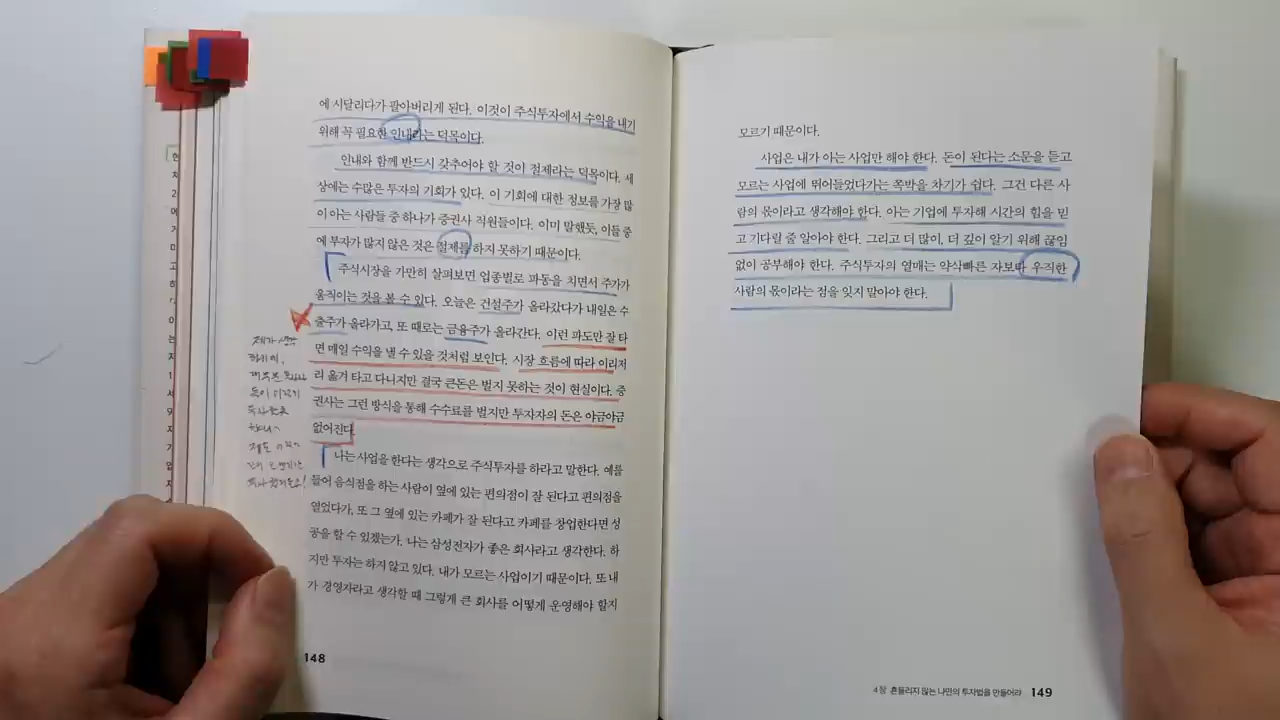 에 시달리다가 팔아버리게 된다. 이것이 주식투자에서 수익을 내기
위해 꼭 필요한 인내라는 덕목이다.
인내와 함께 반드시 갖추어야 할 것이 절제라는 덕목이다. 세
상에는 수많은 투자의 기회가 있다. 이 기회에 대한 정보를 가장 많
이 아는 사람들 중 하나가 증권사 직원들이다. 이미 말했듯, 이들 중
에 부자가 많지 않은 것은 절제를 하지 못하기 때문이다.
주식시장을 가만히 살펴보면 업종별로 파동을 치면서 주가가
움직이는 것을 볼 수 있다. 오늘은 건설주가 올라갔다가 내일은 수
출주가 올라가고, 또 때로는 금융주가 올라간다. 이런 파도만 잘 타
면 매일 수익을 낼 수 있을 것처럼 보인다. 시장 흐름에 따라 이리저
리 옮겨 타고 다니지만 결국 큰돈은 벌지 못하는 것이 현실이다. 증
권사는 그런 방식을 통해 수수료를 벌지만 투자자의 돈은 야금야금
없어진다.
나는 사업을 한다는 생각으로 주식투자를 하라고 말한다. 예를
들어 음식점을 하는 사람이 옆에 있는 편의점이 잘 된다고 편의점을
열었다가, 또 그 옆에 있는 카페가 잘 된다고 카페를 창업한다면 성
공을 할 수 있겠는가. 나는 삼성전자가 좋은 회사라고 생각한다. 하
지만 투자는 하지 않고 있다. 내가 모르는 사업이기 때문이다. 또 내
가 경영자라고 생각할 때 그렇게 큰 회사를 어떻게 운영해야 할지
148
모르기 때문이다.
사업은 내가 아는 사업만 해야 한다. 돈이 된다는 소문을 듣고
모르는 사업에 뛰어들었다가는 쪽박을 차기가 쉽다. 그건 다른 사
람의 몫이라고 생각해야 한다. 아는 기업에 투자해 시간의 힘을 믿
고 기다릴 줄 알아야 한다. 그리고 더 많이, 더 깊이 알기 위해 끊임
없이 공부해야 한다. 주식투자의 열매는 약삭빠른 자보다 우직한
사람의 몫이라는 점을 잊지 말아야 한다.
4장 흔들리지 않는 나만의 투자법을 만들어라 149